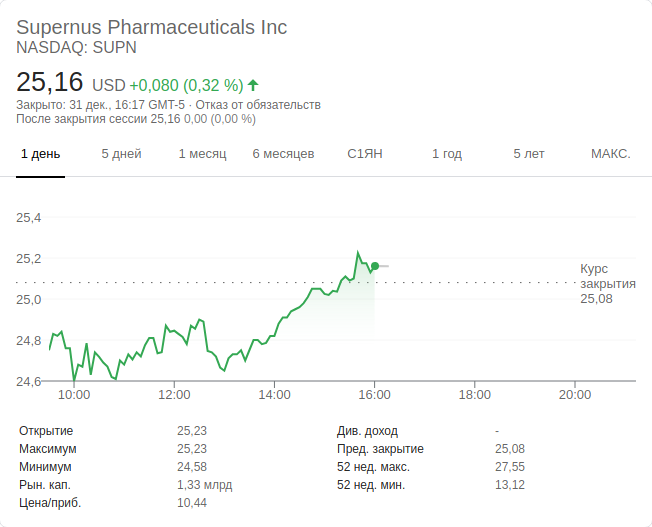 Supernus Pharmaceuticals Inc
NASDAQ: SUPN
25,16 USD +0,080 (0,32 %)
Закрыто: 31 дек., 16:17 GMT-5 · Отказ от обязательств
После закрытия сессии 25,16 0,00 (0,00 %)
1 день 5 дней 1 месяц 6 месяцев С1ЯН 1 год 5 лет МАКС.
25,4
25,2
25,0
24,8
24,6
Курс
закрытия
25,08
10:00 12:00 14:00 16:00 18:00 20:00
Открытие 25,23 Див. доход -
Максимум 25,23 Пред. закрытие 25,08
Минимум 24,58 52 нед. макс. 27,55
Рын. кап. 1,33 млрд 52 нед. мин. 13,12
Цена/приб. 10,44